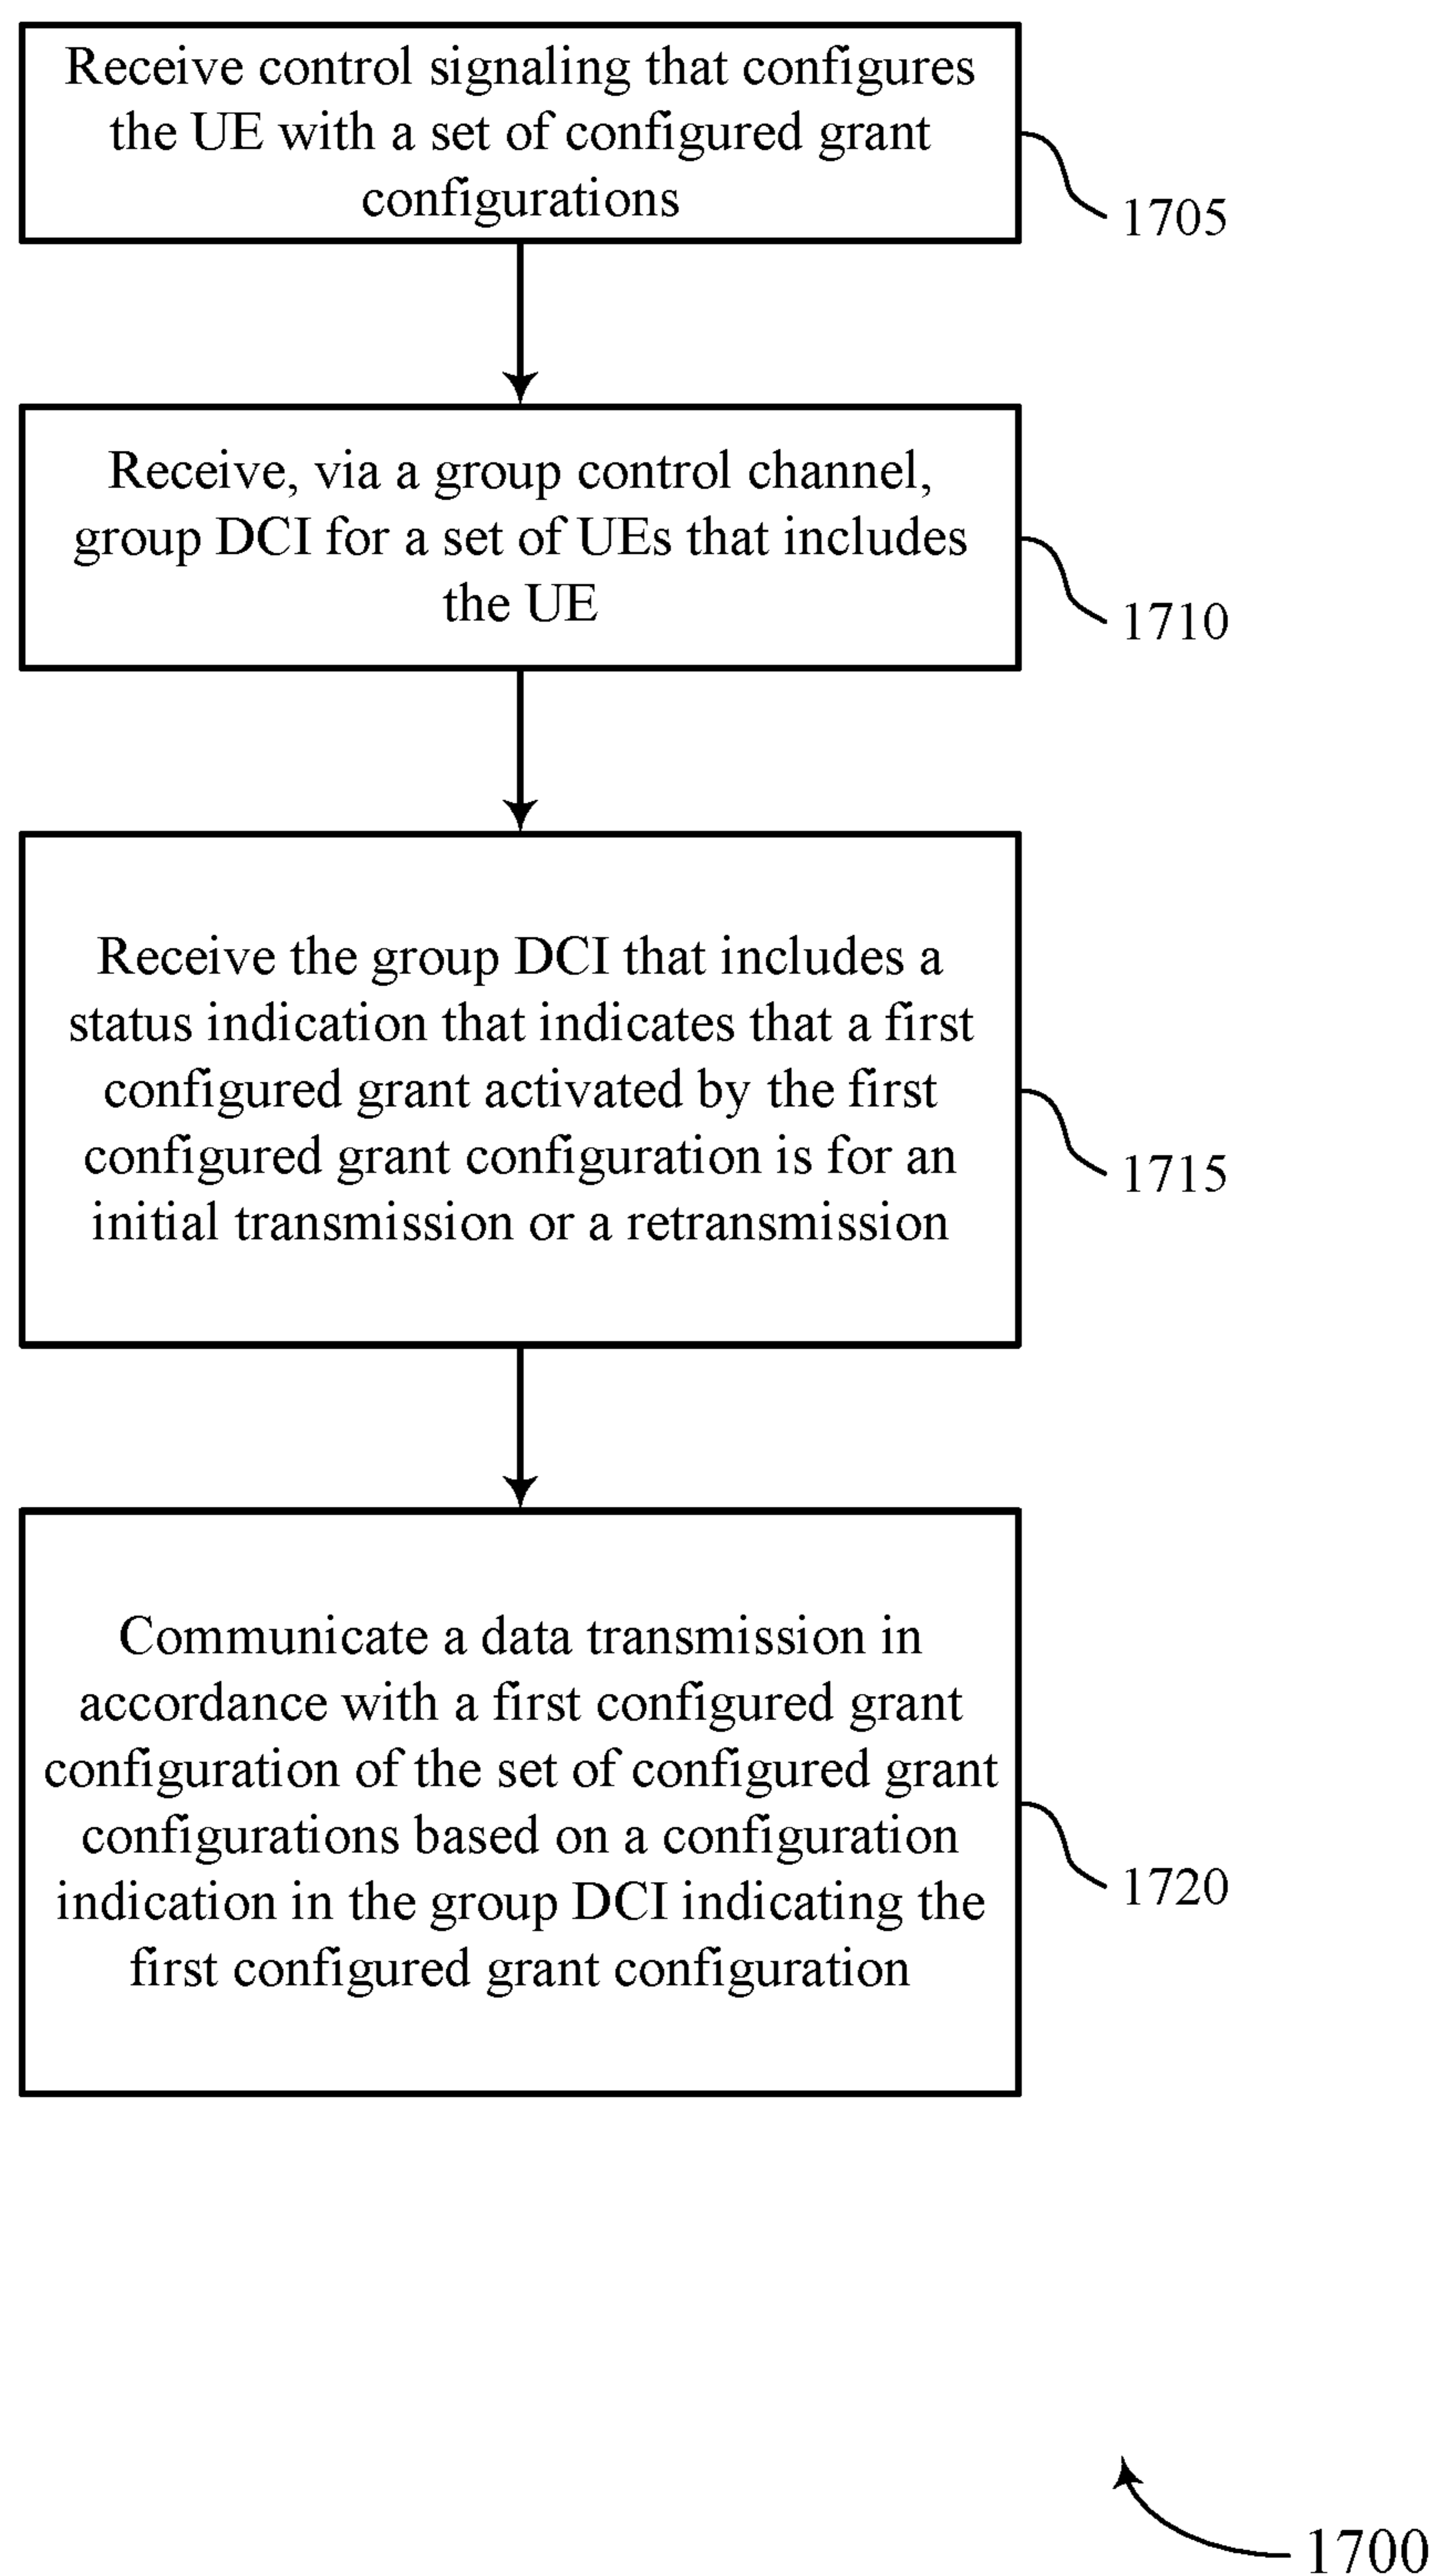 Receive control signaling that configures
the UE with a set of configured grant
configurations
1705
Receive, via a group control channel,
group DCI for a set of UEs that includes
the UE
1710
Receive the group DCI that includes a
status indication that indicates that a first
configured grant activated by the first
configured grant configuration is for an
initial transmission or a retransmission
1715
Communicate a data transmission in
accordance with a first configured grant
configuration of the set of configured grant
configurations based on a configuration
indication in the group DCI indicating the
first configured grant configuration
1720
1700